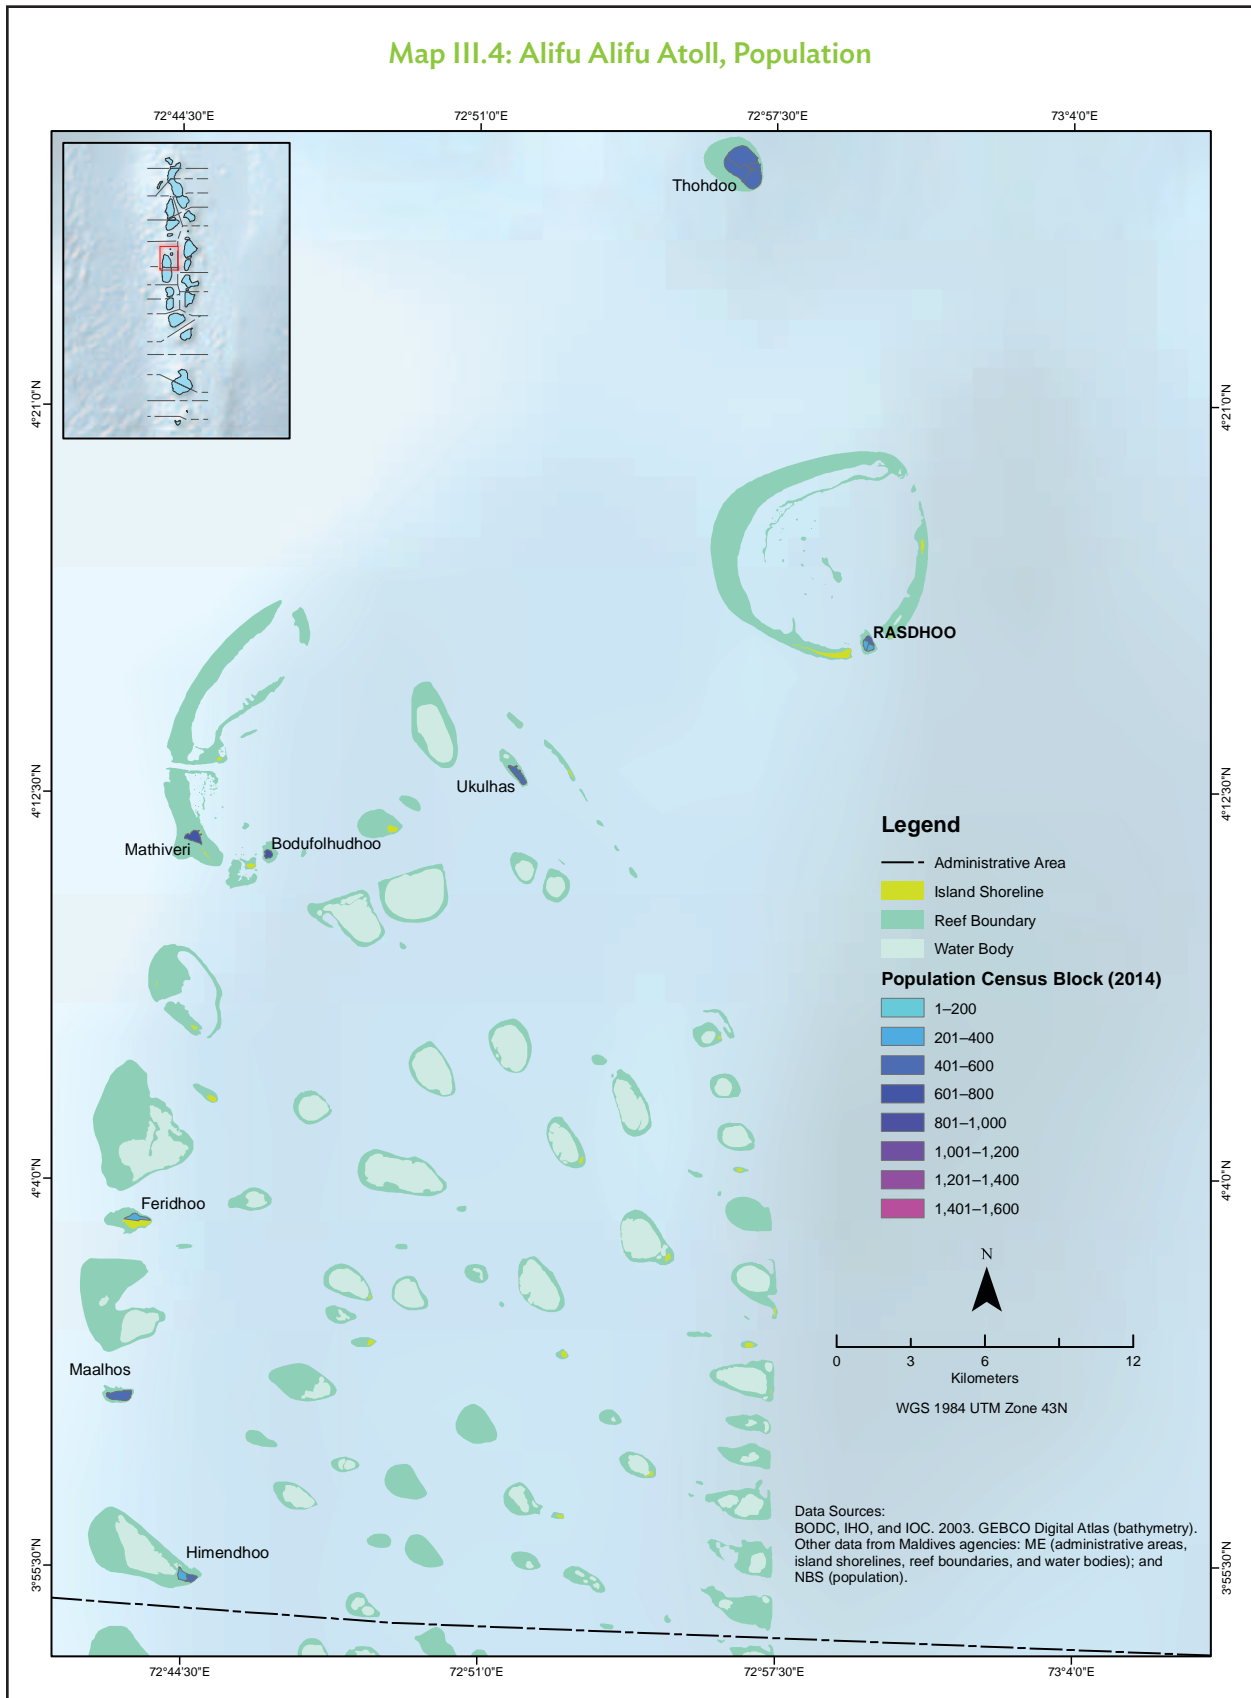 Map III.4: Alifu Alifu Atoll, Population
72°44'30"E
72°51'0"E
72°57'30"E
73°4'0"E
Thohdoo
4°21'0"N
4°21'0"N
RASDHOO
Ukulhas
4°12'30"N
4°12'30"N
Mathiveri
Bodufolhudhoo
Legend
Administrative Area
Island Shoreline
Reef Boundary
Water Body
Population Census Block (2014)
1–200
201–400
401–600
601–800
801–1,000
1,001–1,200
1,201–1,400
1,401–1,600
4°4'0"N
4°4'0"N
Feridhoo
N
0 3 6 12
Kilometers
WGS 1984 UTM Zone 43N
Maalhos
Data Sources:
BODC, IHO, and IOC. 2003. GEBCO Digital Atlas (bathymetry).
Other data from Maldives agencies: ME (administrative areas,
island shorelines, reef boundaries, and water bodies); and
NBS (population).
Himendhoo
3°55'30"N
3°55'30"N
72°44'30"E
72°51'0"E
72°57'30"E
73°4'0"E